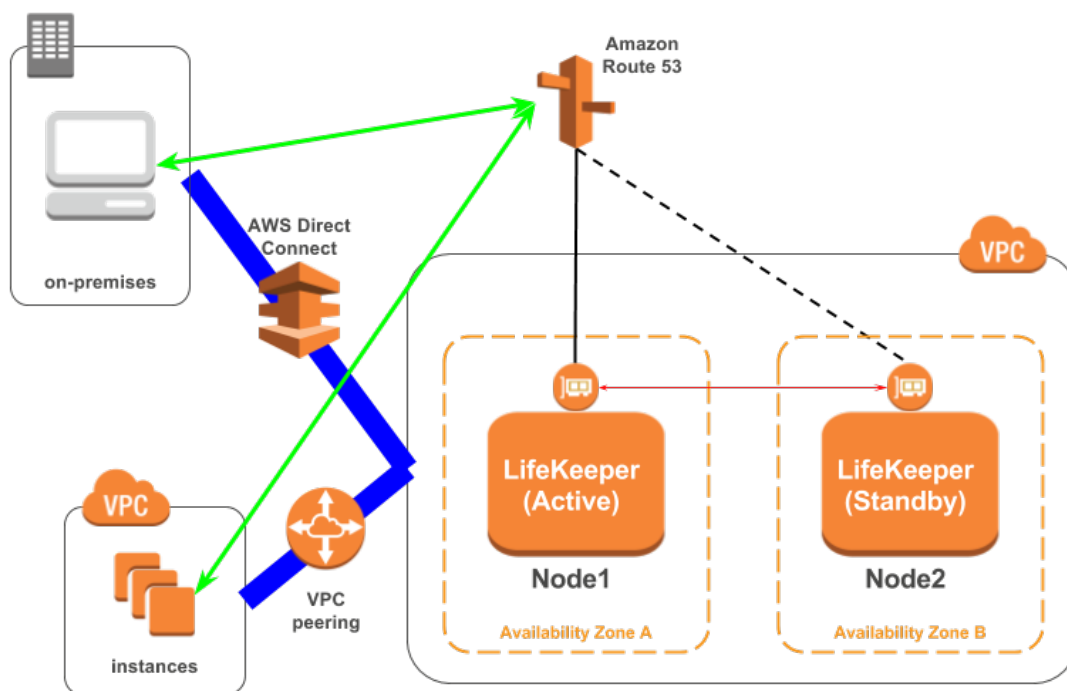 Amazon
Route 53
AWS Direct
Connect
on-premises
VPC
VPC
LifeKeeper
(Active)
LifeKeeper
(Standby)
Node1
Node2
VPC
peering
Availability Zone A
Availability Zone B
instances